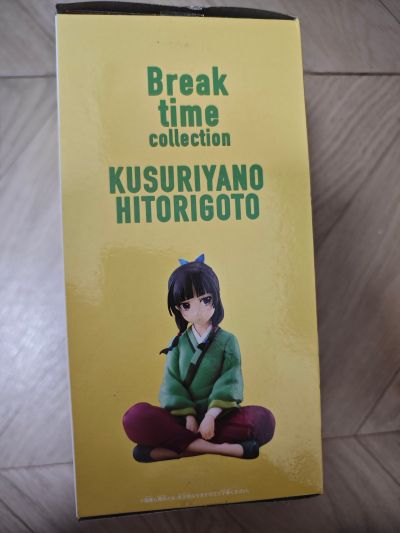 Break
time
collection
KUSURIYANO
HITORIGOTO